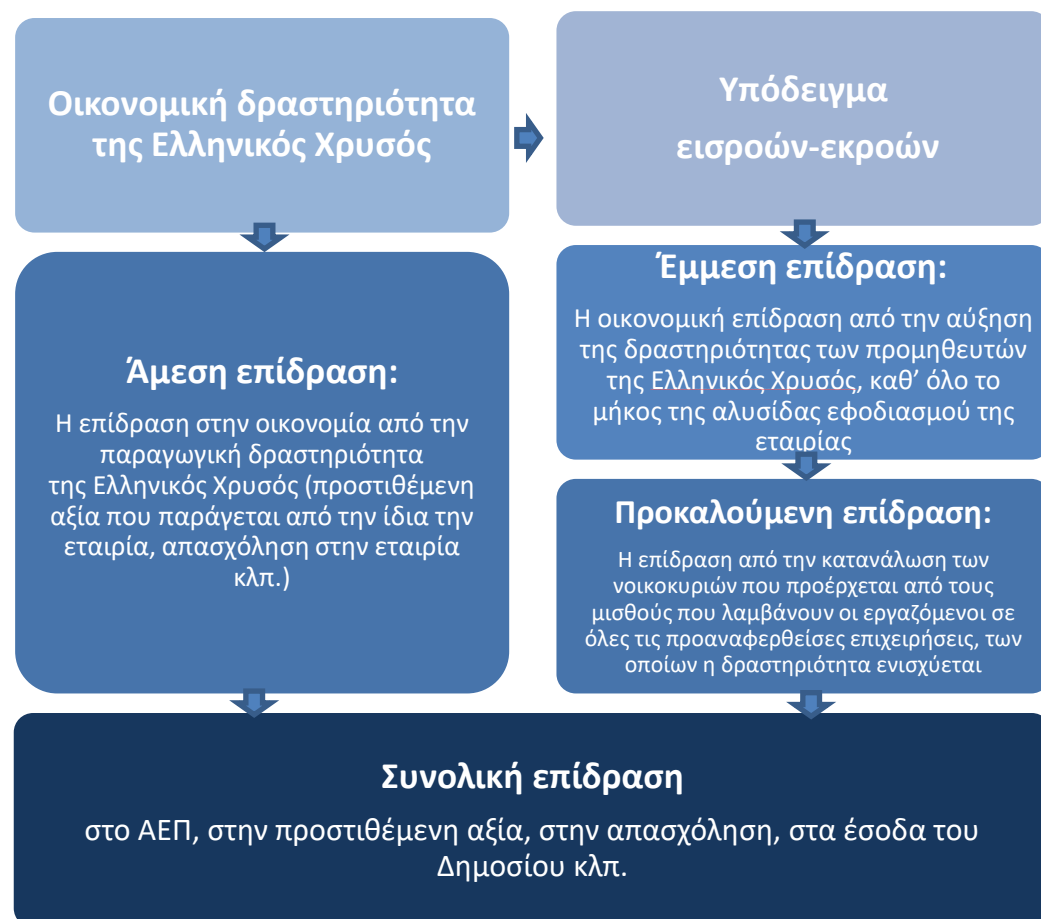 Οικονομική δραστηριότητα
της Ελληνικός Χρυσός
Υπόδειγμα
εισροών-εκροών
Άμεση επίδραση:
Η επίδραση στην οικονομία από την
παραγωγική δραστηριότητα
της Ελληνικός Χρυσός (προστιθέμενη
αξία που παράγεται από την ίδια την
εταιρία, απασχόληση στην εταιρία
κλπ.)
Έμμεση επίδραση:
Η οικονομική επίδραση από την αύξηση
της δραστηριότητας των προμηθευτών
της Ελληνικός Χρυσός, καθ’ όλο το
μήκος της αλυσίδας εφοδιασμού της
εταιρίας
Προκαλούμενη επίδραση:
Η επίδραση από την κατανάλωση των
νοικοκυριών που προέρχεται από τους
μισθούς που λαμβάνουν οι εργαζόμενοι σε
όλες τις προαναφερθείσες επιχειρήσεις, των
οποίων η δραστηριότητα ενισχύεται
Συνολική επίδραση
στο ΑΕΠ, στην προστιθέμενη αξία, στην απασχόληση, στα έσοδα του
Δημοσίου κλπ.